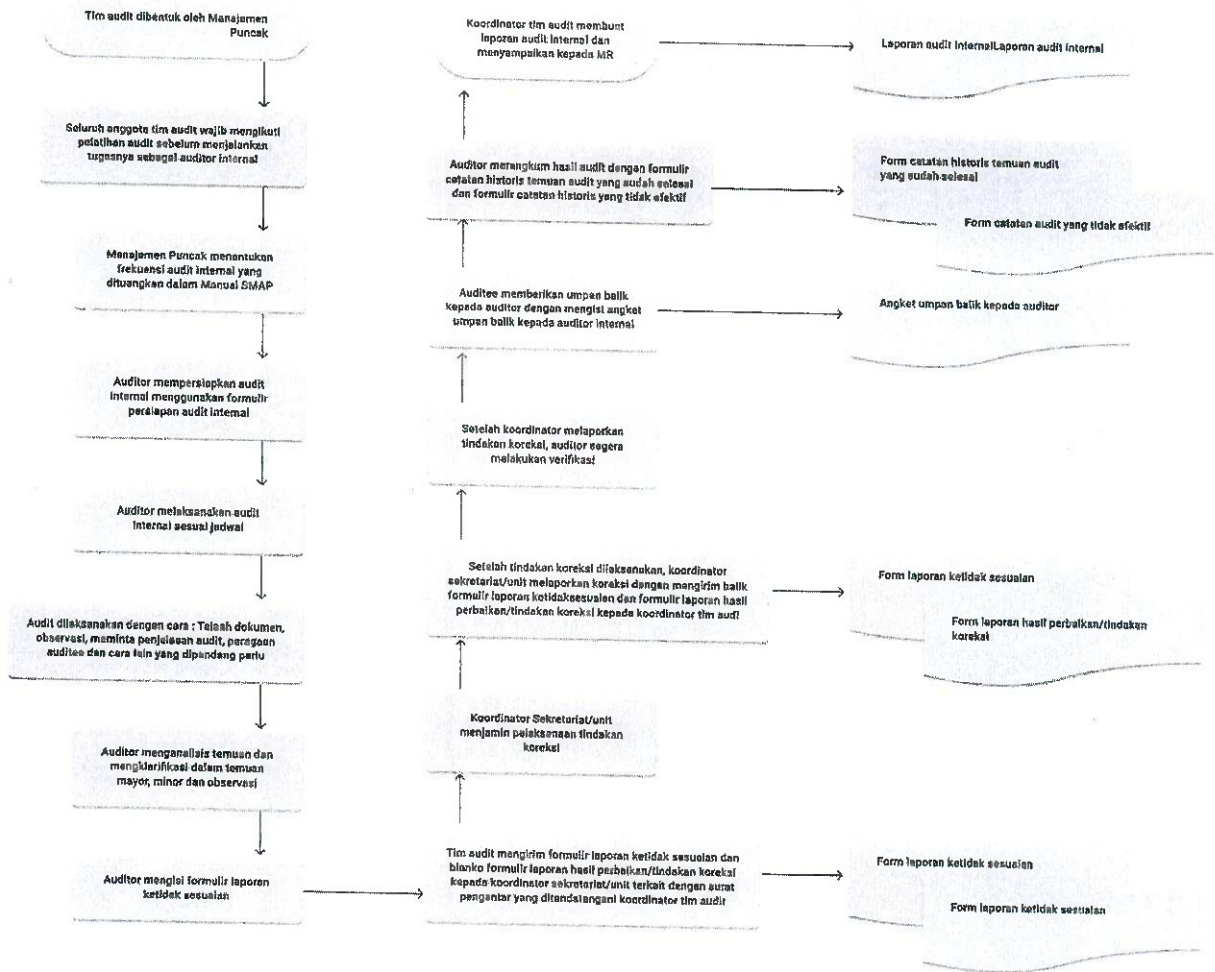 Tim audit dibentuk oleh Manajemen
Puncak
Seluruh anggota tim audit wajib mengikuti
pelatihan audit sebelum menjalankan
tugasnya sebagai auditor internal
Manajemen Puncak menentukan
frekuensi audit internal yang
dituangkan dalam Manual SMAP
Auditor mempersiapkan audit
internal menggunakan formulir
persiapan audit internal
Auditor melaksanakan audit
internal sesuai jadwal
Audit dilaksanakan dengan cara : Telaah dokumen,
observasi, meminta penjelasan audit, peragaan
auditee dan cara lain yang dipandang perlu
Auditor menganalisis temuan dan
mengklarifikasi dalam temuan
mayor, minor dan observasi
Auditor mengisi formulir laporan
ketidak sesuaian
Tim audit mengirim formulir laporan ketidak sesuaian dan
blanko formulir laporan hasil perbaikan/tindakan koreksi
kepada koordinator sekretariat/unit terkait dengan surat
pengantar yang ditandatangani koordinator tim audit
Form laporan ketidak sesuaian
Form laporan ketidak sesuaian
Koordinator Sekretariat/unit
menjamin pelaksanaan tindakan
koreksi
Setelah tindakan koreksi dilaksanakan, koordinator
sekretariat/unit melaporkan koreksi dengan mengirim balik
formulir laporan ketidaksesuaian dan formulir laporan hasil
perbaikan/tindakan koreksi kepada koordinator tim
Form laporan ketidak sesuaian
Form laporan hasil perbaikan/tindakan
koreksi
Setelah koordinator melaporkan
tindakan koreksi, auditor segera
melakukan verifikasi
Auditee memberikan umpan balik
kepada auditor dengan mengisi angket
umpan balik kepada auditor internal
Angket umpan balik kepada auditor
Auditor merangkum hasil audit dengan formulir
catatan historis temuan audit yang sudah selesai
dan formulir catatan historis yang tidak efektif
Form catatan historis temuan audit
yang sudah selesai
Form catatan audit yang tidak efektif
Koordinator tim audit membuat
laporan audit internal dan
menyampaikan kepada MR
Laporan audit internalLaporan audit internal